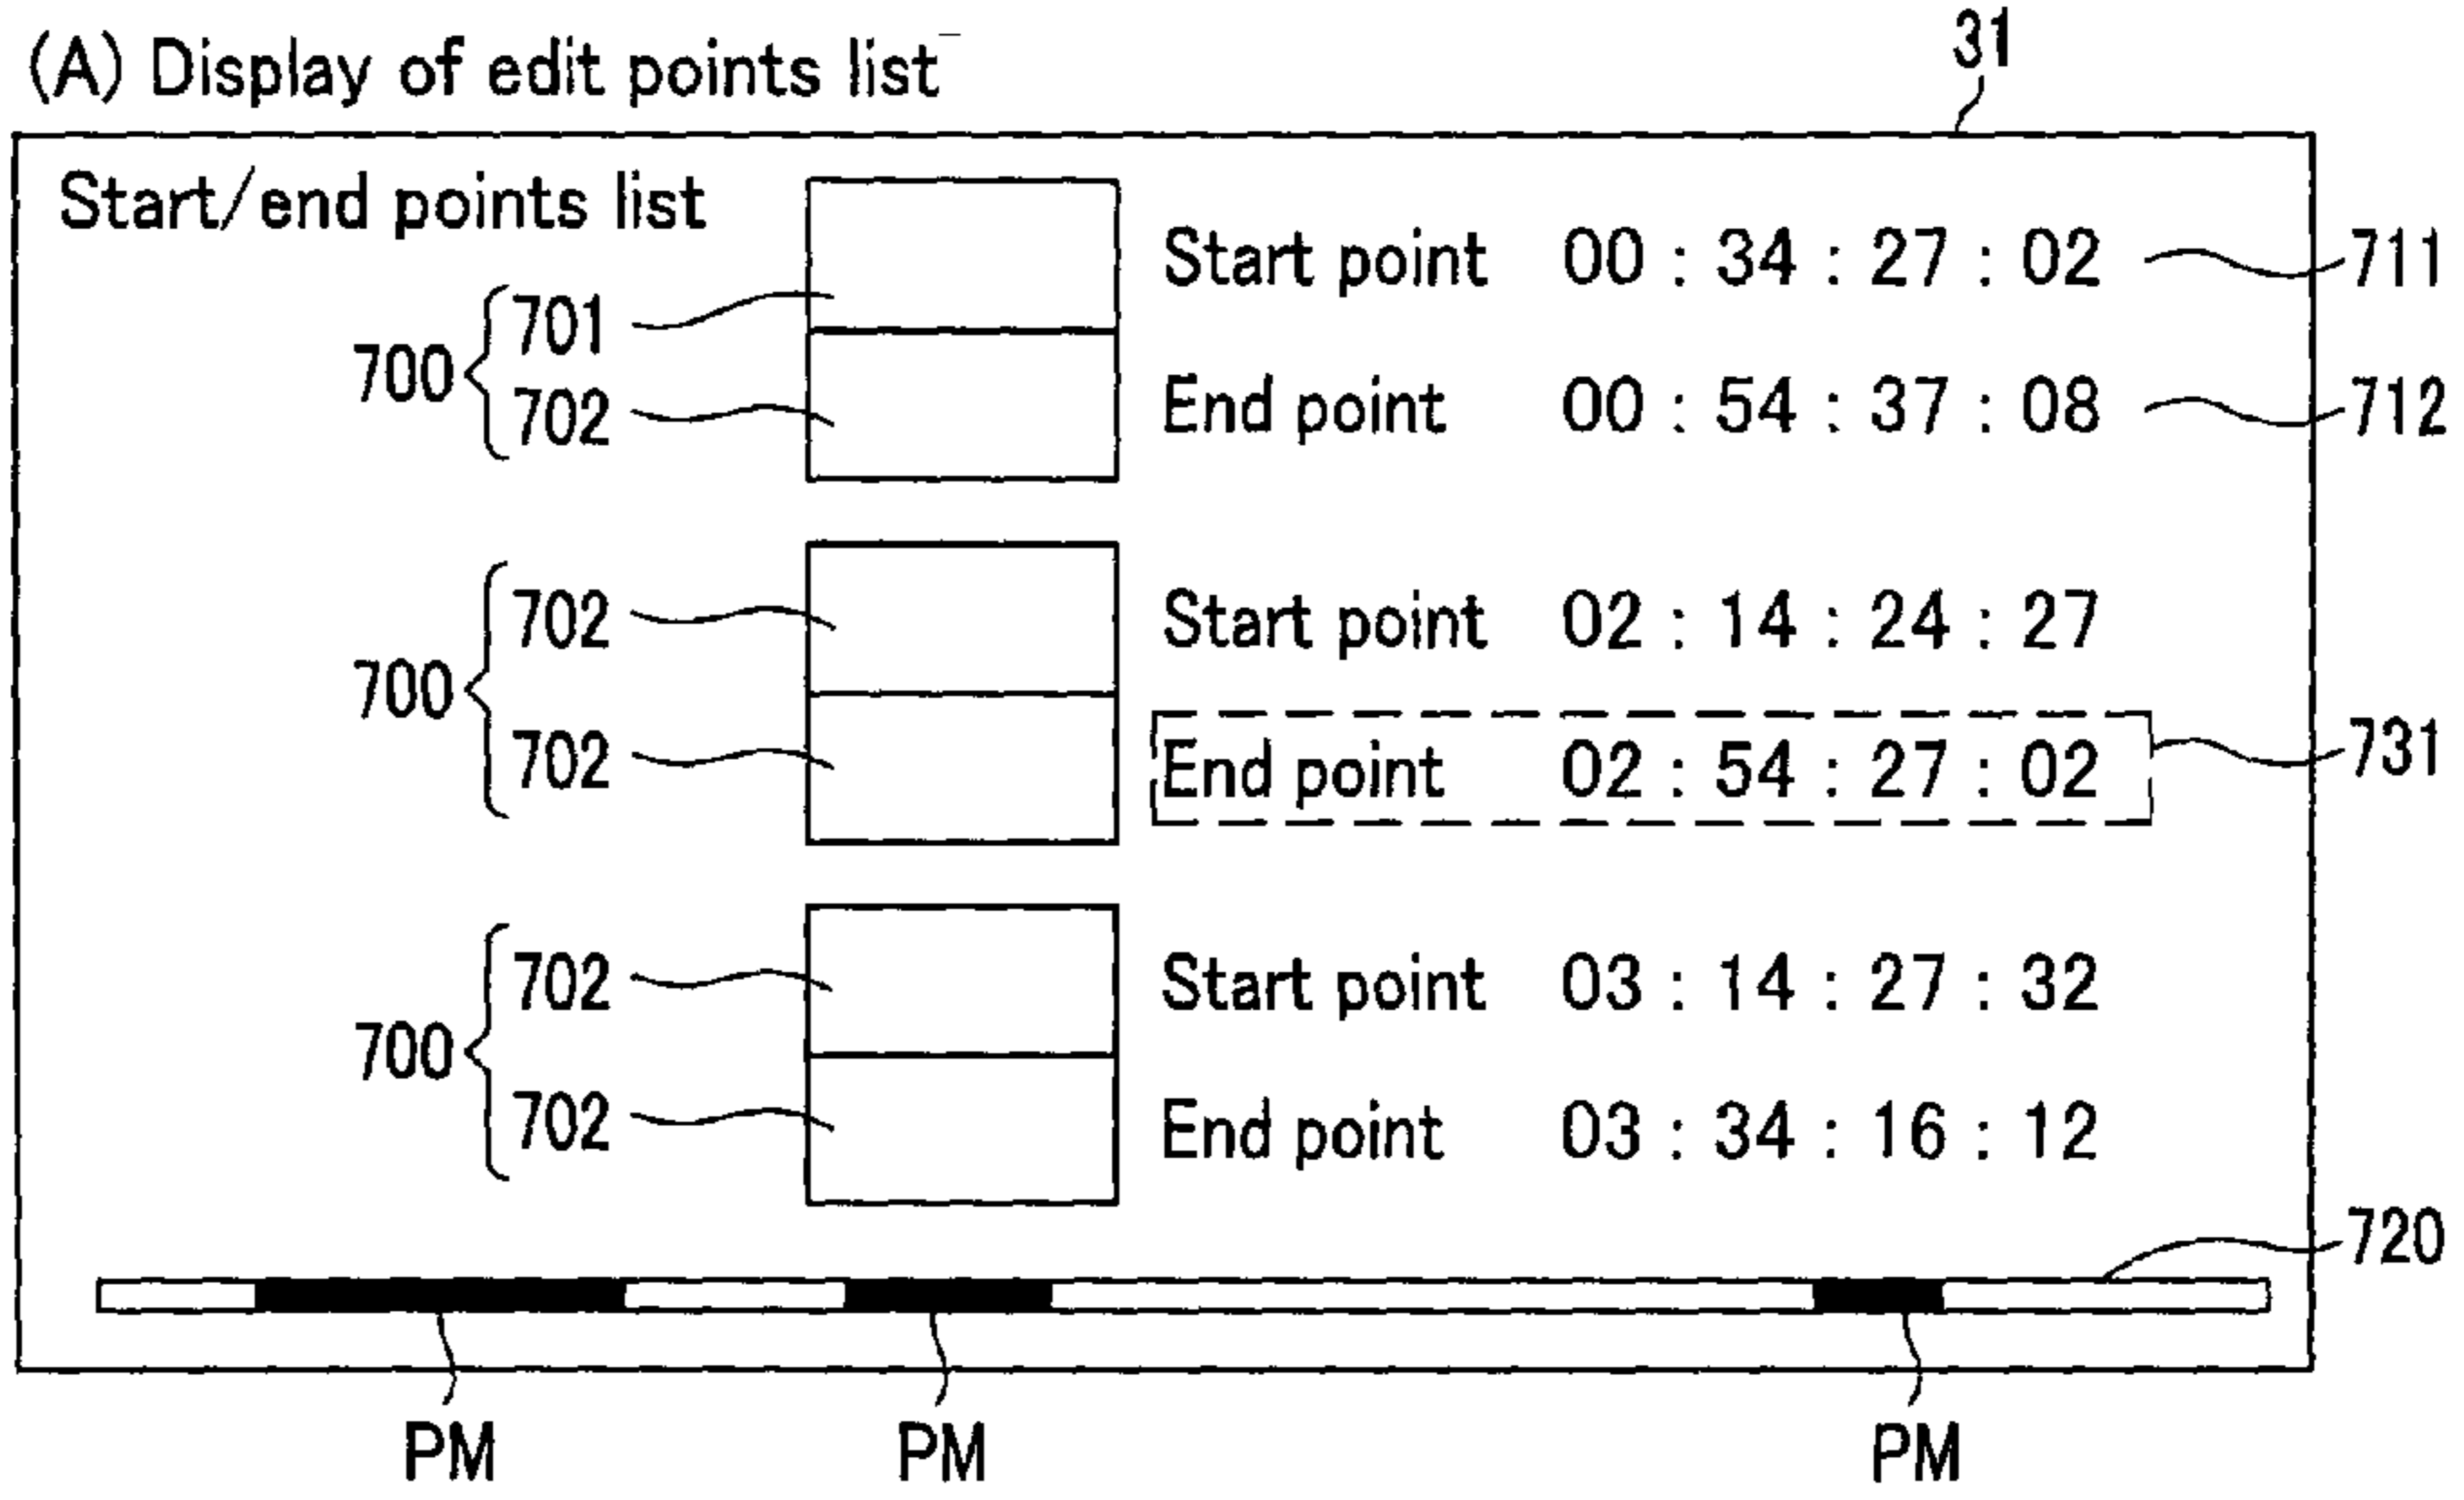 (A) Display of edit points list
31
Start/end points list
Start point 00 : 34 : 27 : 02 711
700 701
702
End point 00 : 54 : 37 : 08 712
702 Start point 02 : 14 : 24 : 27
700
702 End point 02 : 54 : 27 : 02 731
702 Start point 03 : 14 : 27 : 32
700
702 End point 03 : 34 : 16 : 12
720
PM PM PM